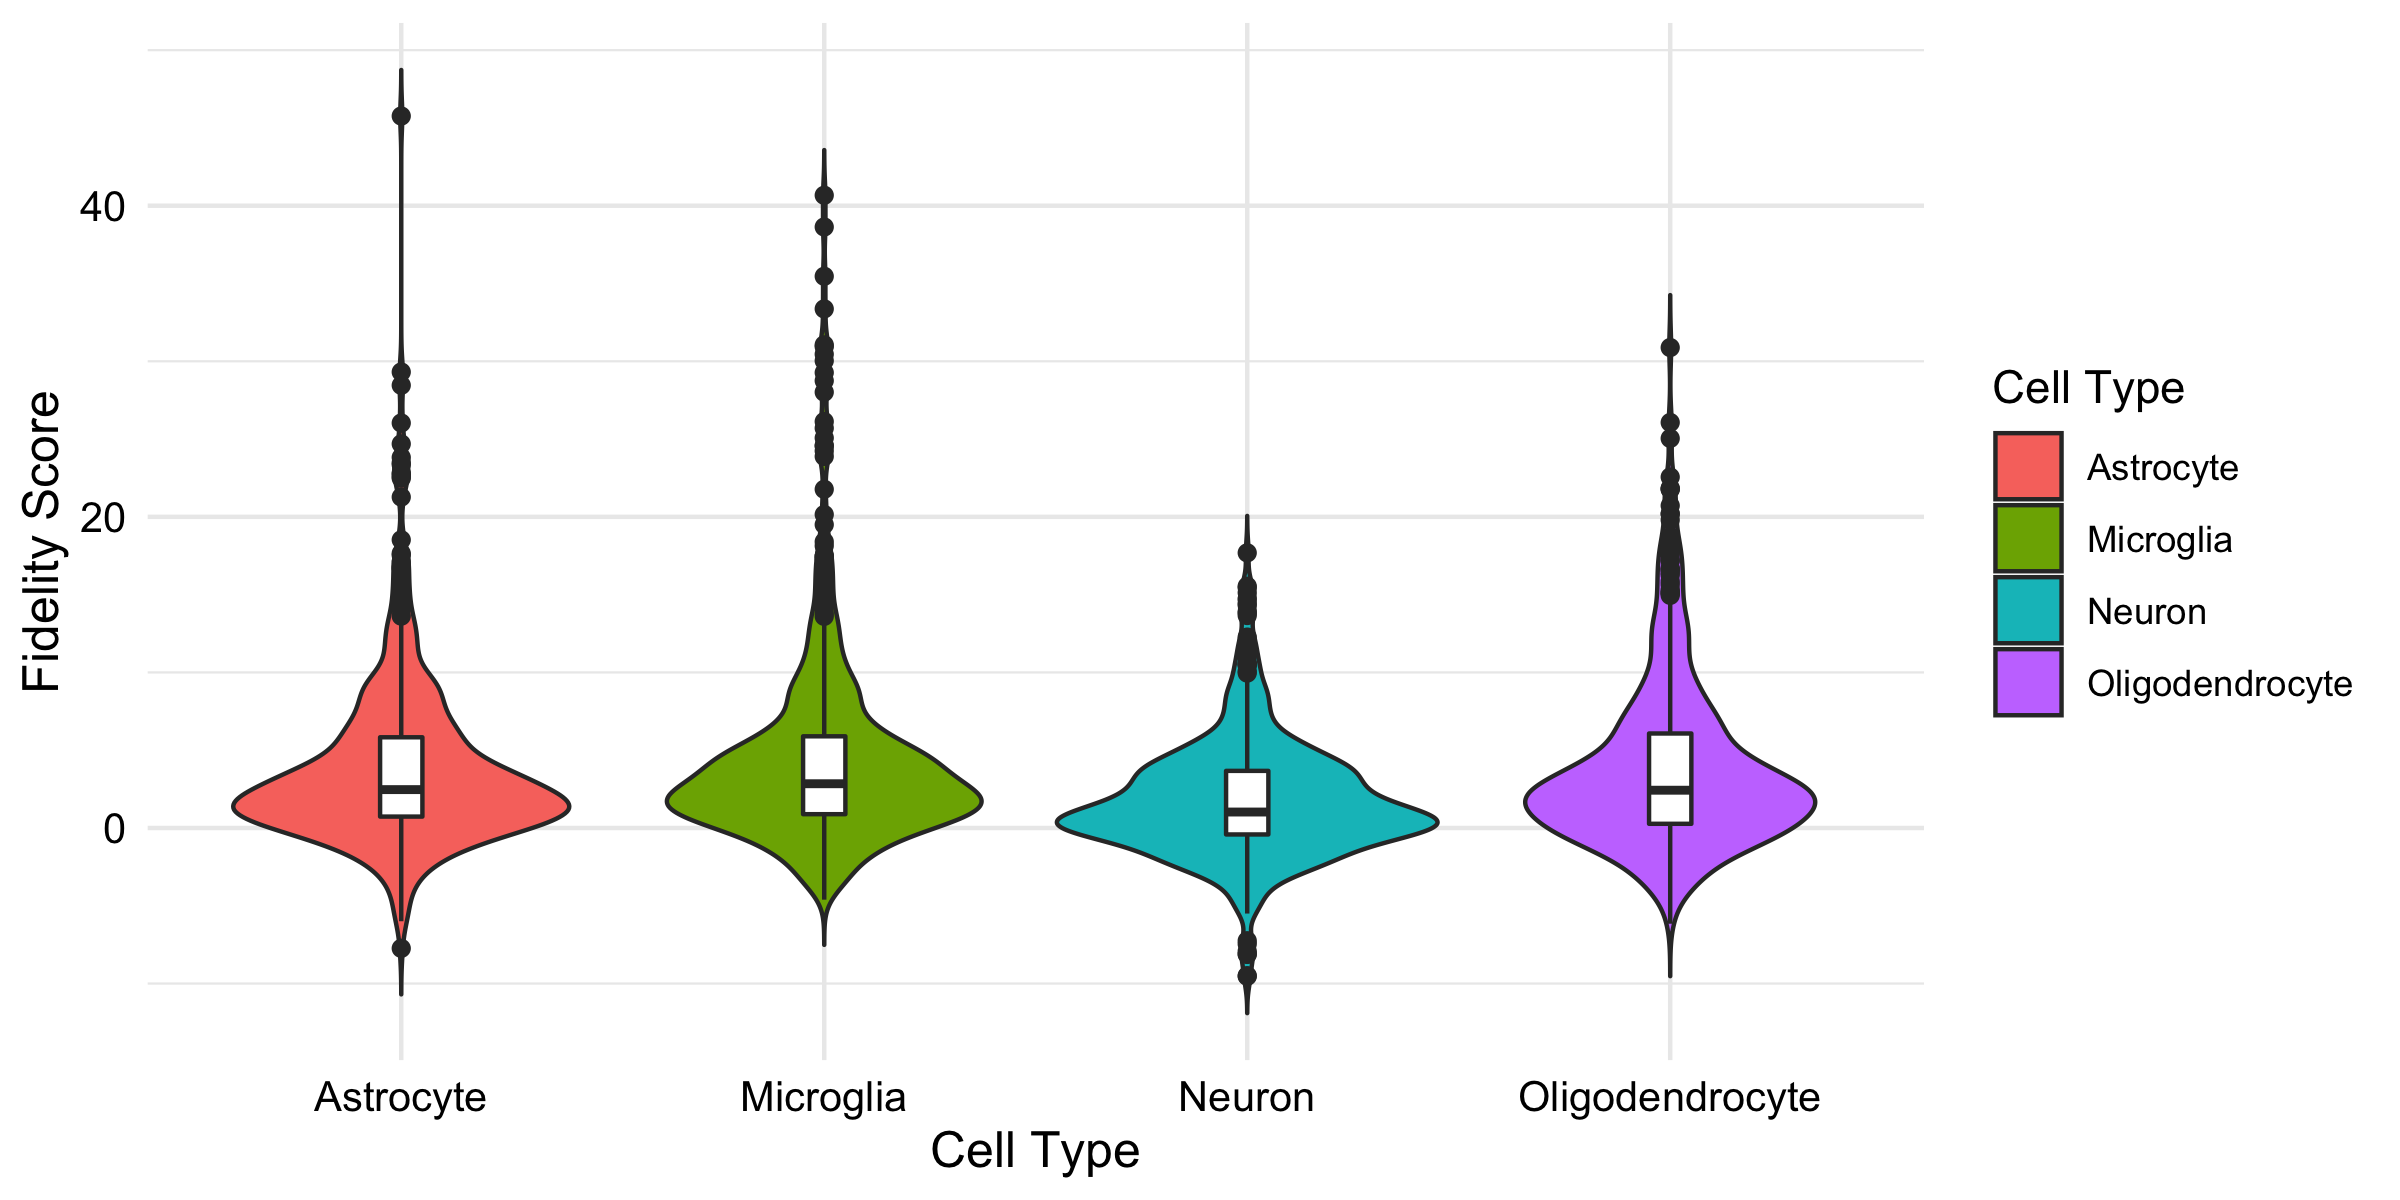 Fidelity Score
40
20
0
Astrocyte
Microglia
Neuron
Oligodendrocyte
Cell Type
Cell Type
Astrocyte
Microglia
Neuron
Oligodendrocyte